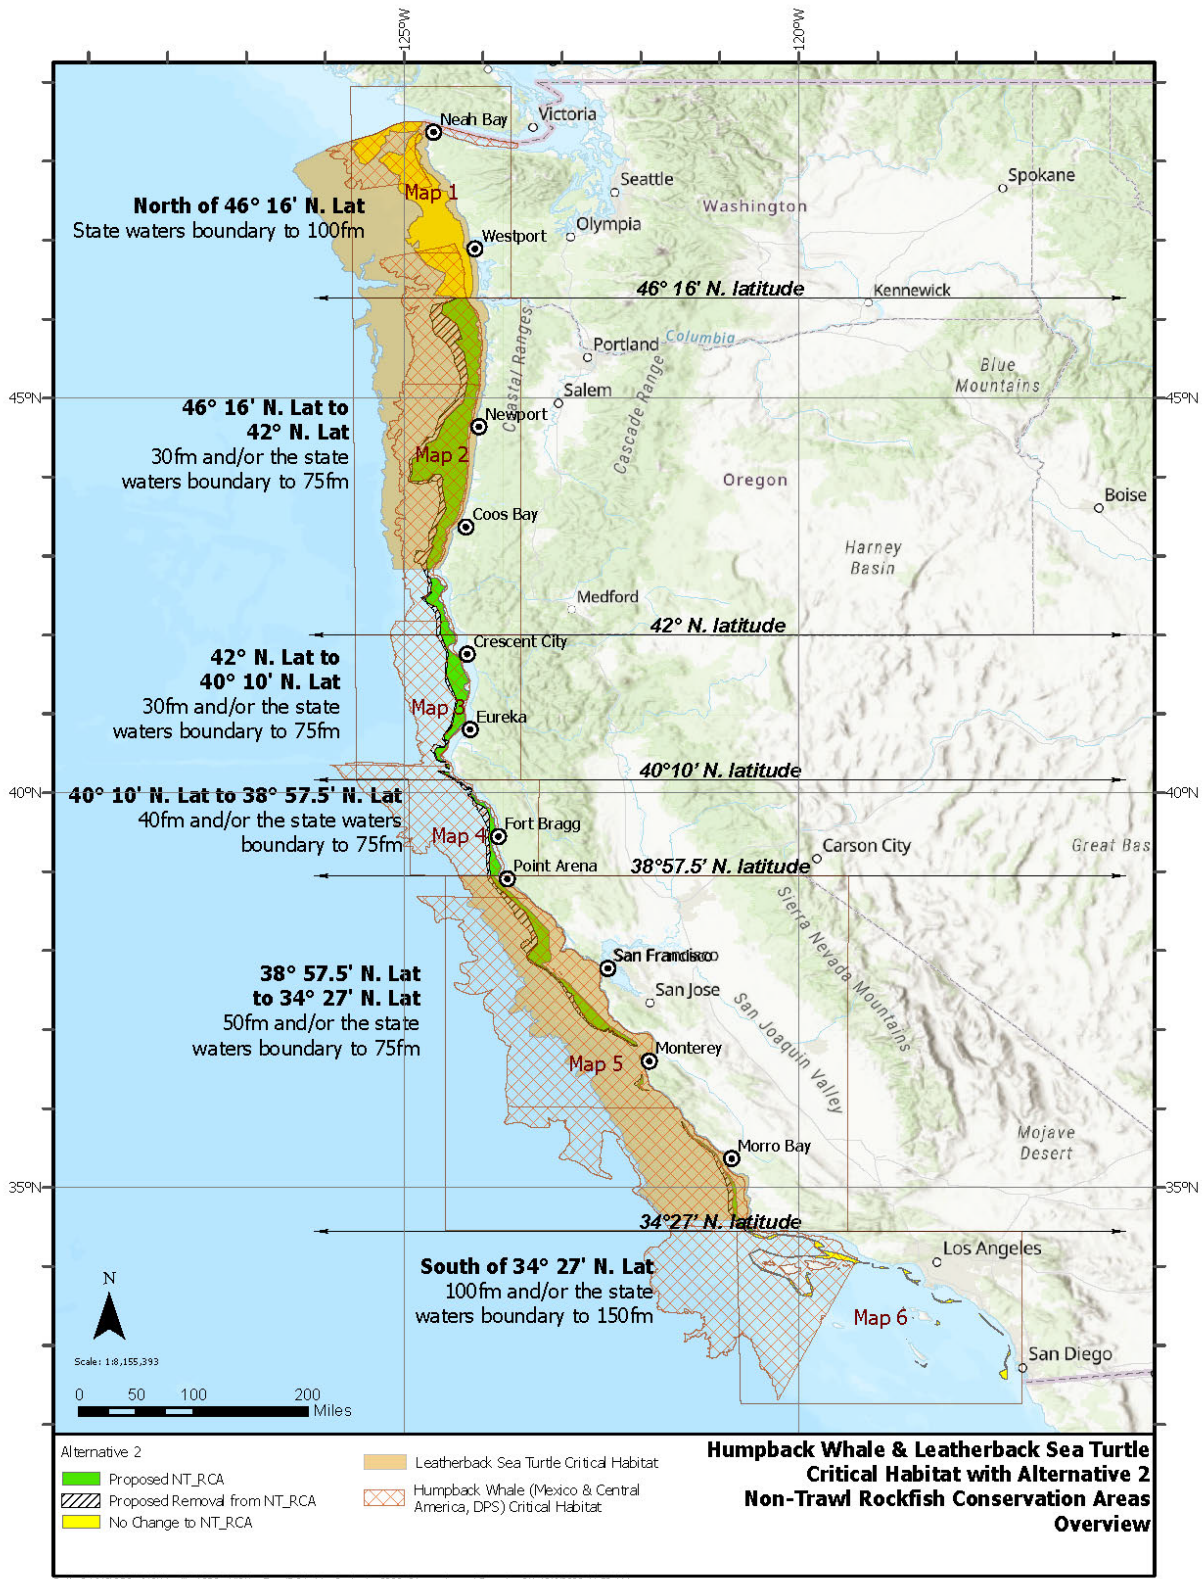 125°W
120°W
Neah Bay
Victoria
Seattle
Spokane
Map 1
Washington
North of 46° 16' N. Lat
State waters boundary to 100fm
Olympia
Westport
46° 16' N. latitude
Kennewick
Coastal Ranges
Columbia
Portland
Cascade Range
Blue
Mountains
Salem
45°N
45°N
46° 16' N. Lat to
42° N. Lat
30fm and/or the state
waters boundary to 75fm
Newport
Map 2
Oregon
Boise
Coos Bay
Harney
Basin
Medford
42° N. latitude
Crescent City
42° N. Lat to
40° 10' N. Lat
30fm and/or the state
waters boundary to 75fm
Map 3
Eureka
40°10' N. latitude
40°N
40°N
40° 10' N. Lat to 38° 57.5' N. Lat
40fm and/or the state waters
boundary to 75fm
Map 4
Fort Bragg
Carson City
Great Bas
Point Arena
38°57.5' N. latitude
Sierra Nevada Mountains
38° 57.5' N. Lat
to 34° 27' N. Lat
50fm and/or the state
waters boundary to 75fm
San Francisco
San Francisco
San Jose
San Joaquin Valley
Monterey
Map 5
Mojave
Desert
Morro Bay
35°N
35°N
34°27' N. latitude
South of 34° 27' N. Lat
100fm and/or the state
waters boundary to 150fm
Los Angeles
Map 6
San Diego
N
Scale: 1:8,155,393
0 50 100 200
Miles
Alternative 2
Proposed NT_RCA
Proposed Removal from NT_RCA
No Change to NT_RCA
Leatherback Sea Turtle Critical Habitat
Humpback Whale (Mexico & Central
America, DPS) Critical Habitat
Humpback Whale & Leatherback Sea Turtle
Critical Habitat with Alternative 2
Non-Trawl Rockfish Conservation Areas
Overview